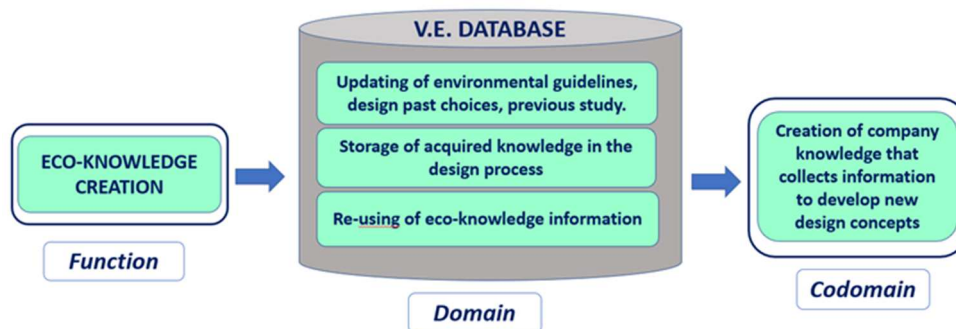 V.E. DATABASE
Updating of environmental guidelines,
design past choices, previous study.
Storage of acquired knowledge in the
design process
Re-using of eco-knowledge information
ECO-KNOWLEDGE
CREATION
Creation of company
knowledge that
collects information
to develop new
design concepts
Function
Domain
Codomain